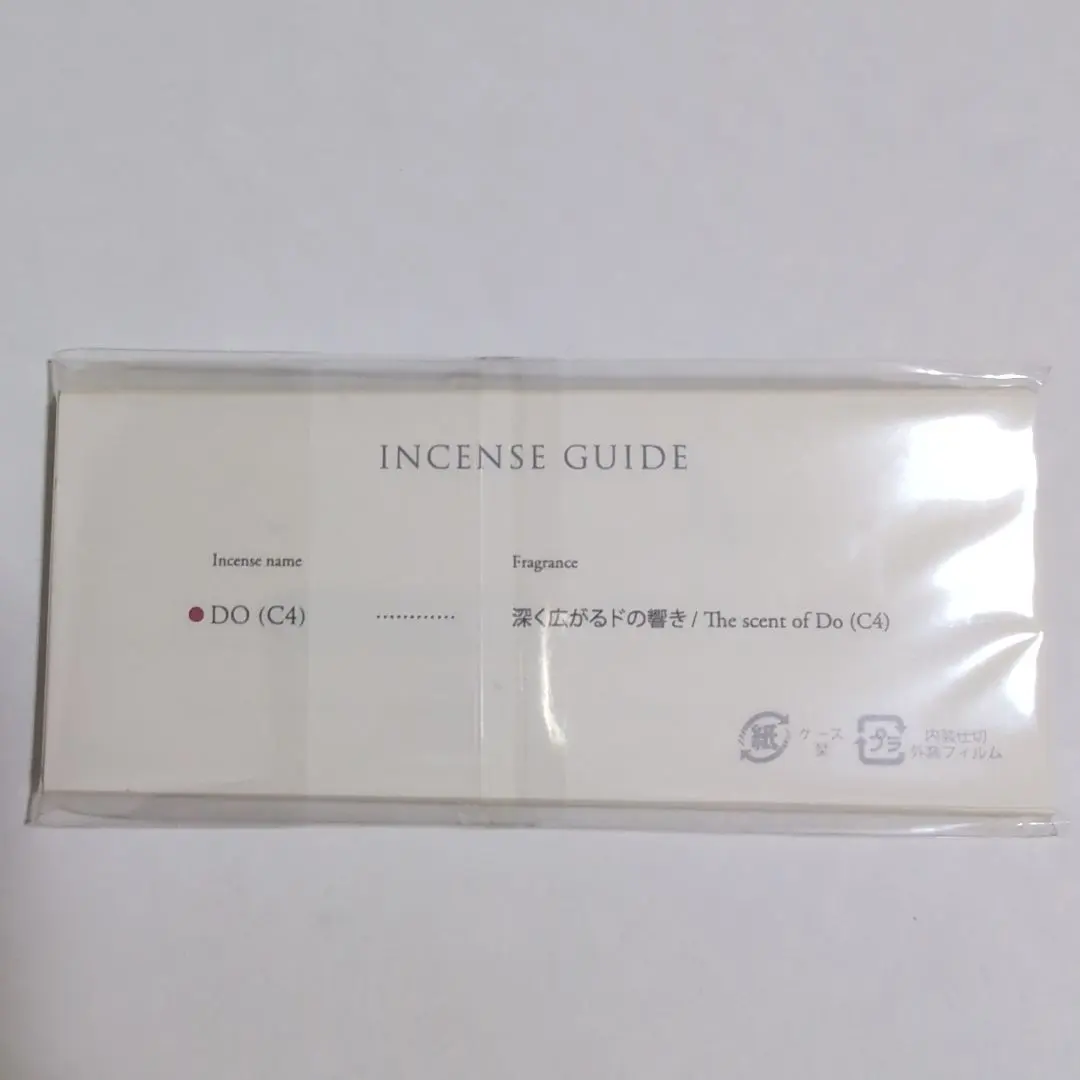 INCENSE GUIDE
Incense name
Fragrance
DO (C4) ............ 深く広がるドの響き / The scent of Do (C4)
紙 ケース
栞
プラ 内装仕切
外装フィルム